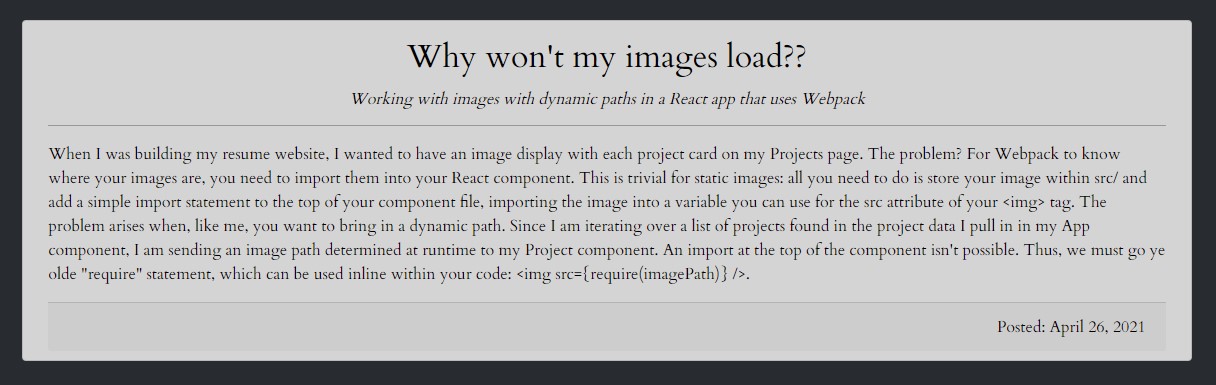 Why won't my images load??
Working with images with dynamic paths in a React app that uses Webpack
When I was building my resume website, I wanted to have an image display with each project card on my Projects page. The problem? For Webpack to know
where your images are, you need to import them into your React component. This is trivial for static images: all you need to do is store your image within src/ and
add a simple import statement to the top of your component file, importing the image into a variable you can use for the src attribute of your <img> tag. The
problem arises when, like me, you want to bring in a dynamic path. Since I am iterating over a list of projects found in the project data I pull in in my App
component, I am sending an image path determined at runtime to my Project component. An import at the top of the component isn't possible. Thus, we must go ye
olde "require" statement, which can be used inline within your code: <img src={require(imagePath)} />.
Posted: April 26, 2021